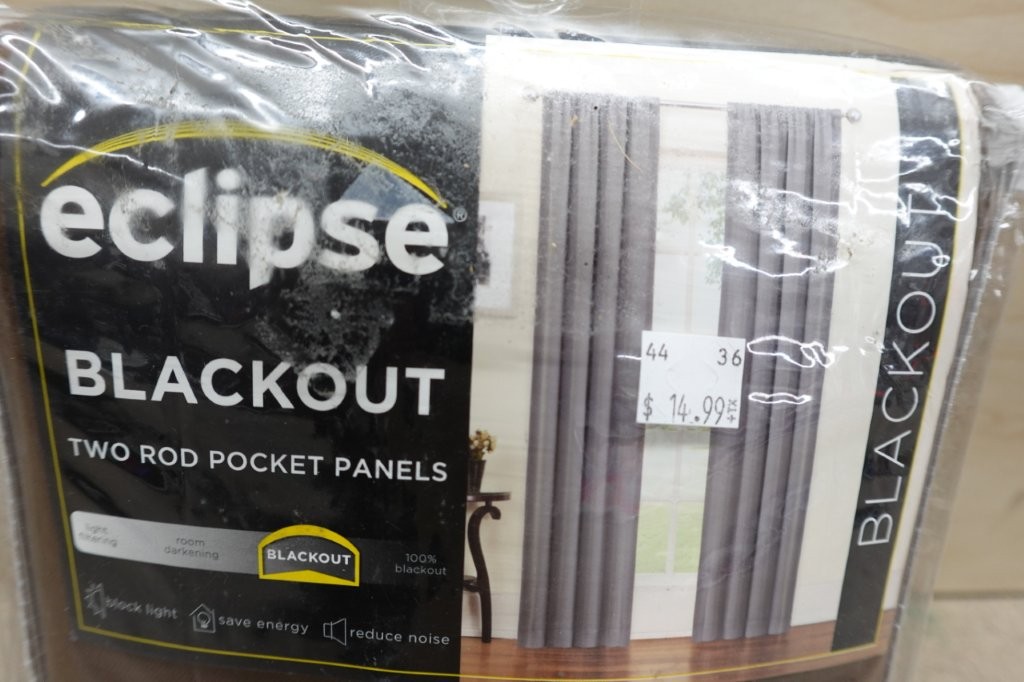 eclipse®
BLACKOUT
TWO ROD POCKET PANELS
light filtering
room darkening
BLACKOUT
100% blackout
block light
save energy
reduce noise
44 36
$ 14.99 +TX
BLACKOUT